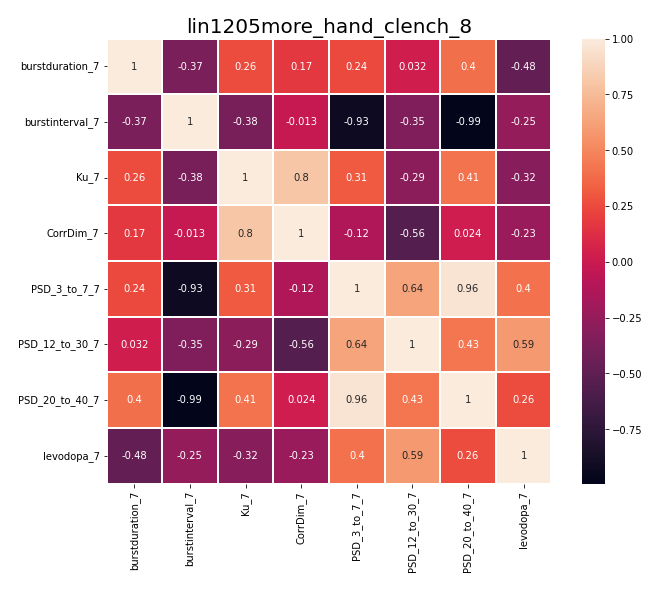 lin1205more_hand_clench_8
burstduration_7 1 -0.37 0.26 0.17 0.24 0.032 0.4 -0.48
burstinterval_7 -0.37 1 -0.38 -0.013 -0.93 -0.35 -0.99 -0.25
Ku_7 0.26 -0.38 1 0.8 0.31 -0.29 0.41 -0.32
CorrDim_7 0.17 -0.013 0.8 1 -0.12 -0.56 0.024 -0.23
PSD_3_to_7_7 0.24 -0.93 0.31 -0.12 1 0.64 0.96 0.4
PSD_12_to_30_7 0.032 -0.35 -0.29 -0.56 0.64 1 0.43 0.59
PSD_20_to_40_7 0.4 -0.99 0.41 0.024 0.96 0.43 1 0.26
levodopa_7 -0.48 -0.25 -0.32 -0.23 0.4 0.59 0.26 1
burstduration_7
burstinterval_7
Ku_7
CorrDim_7
PSD_3_to_7_7
PSD_12_to_30_7
PSD_20_to_40_7
levodopa_7
1.00
0.75
0.50
0.25
0.00
-0.25
-0.50
-0.75